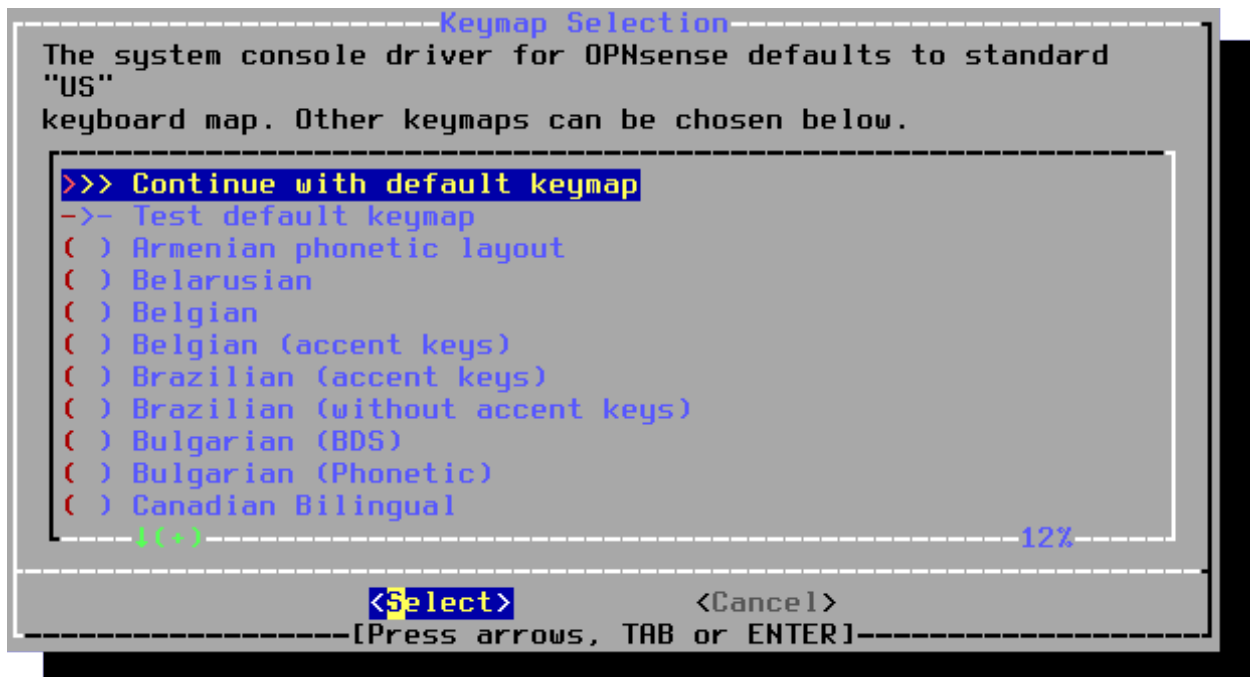 Keymap Selection
The system console driver for OPNsense defaults to standard
"US"
keyboard map. Other keymaps can be chosen below.
>>> Continue with default keymap
->- Test default keymap
( ) Armenian phonetic layout
( ) Belarusian
( ) Belgian
( ) Belgian (accent keys)
( ) Brazilian (accent keys)
( ) Brazilian (without accent keys)
( ) Bulgarian (BDS)
( ) Bulgarian (Phonetic)
( ) Canadian Bilingual
↓(+) 12%
<Select> <Cancel>
[Press arrows, TAB or ENTER]